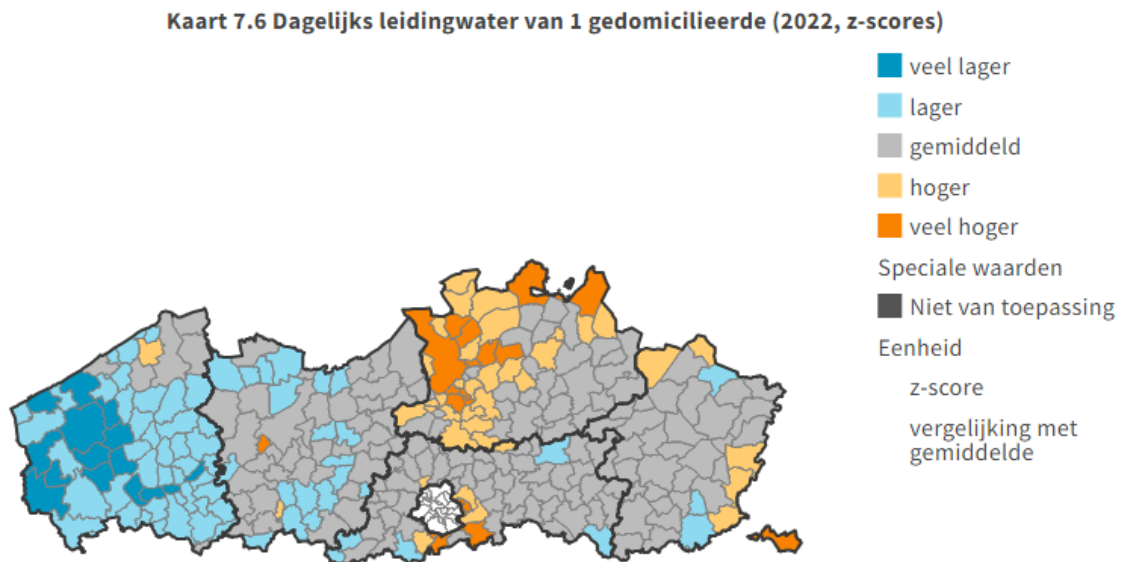 Kaart 7.6 Dagelijks leidingwater van 1 gedomicilieerde (2022, z-scores)
veel lager
lager
gemiddeld
hoger
veel hoger
Speciale waarden
Niet van toepassing
Eenheid
z-score
vergelijking met
gemiddelde